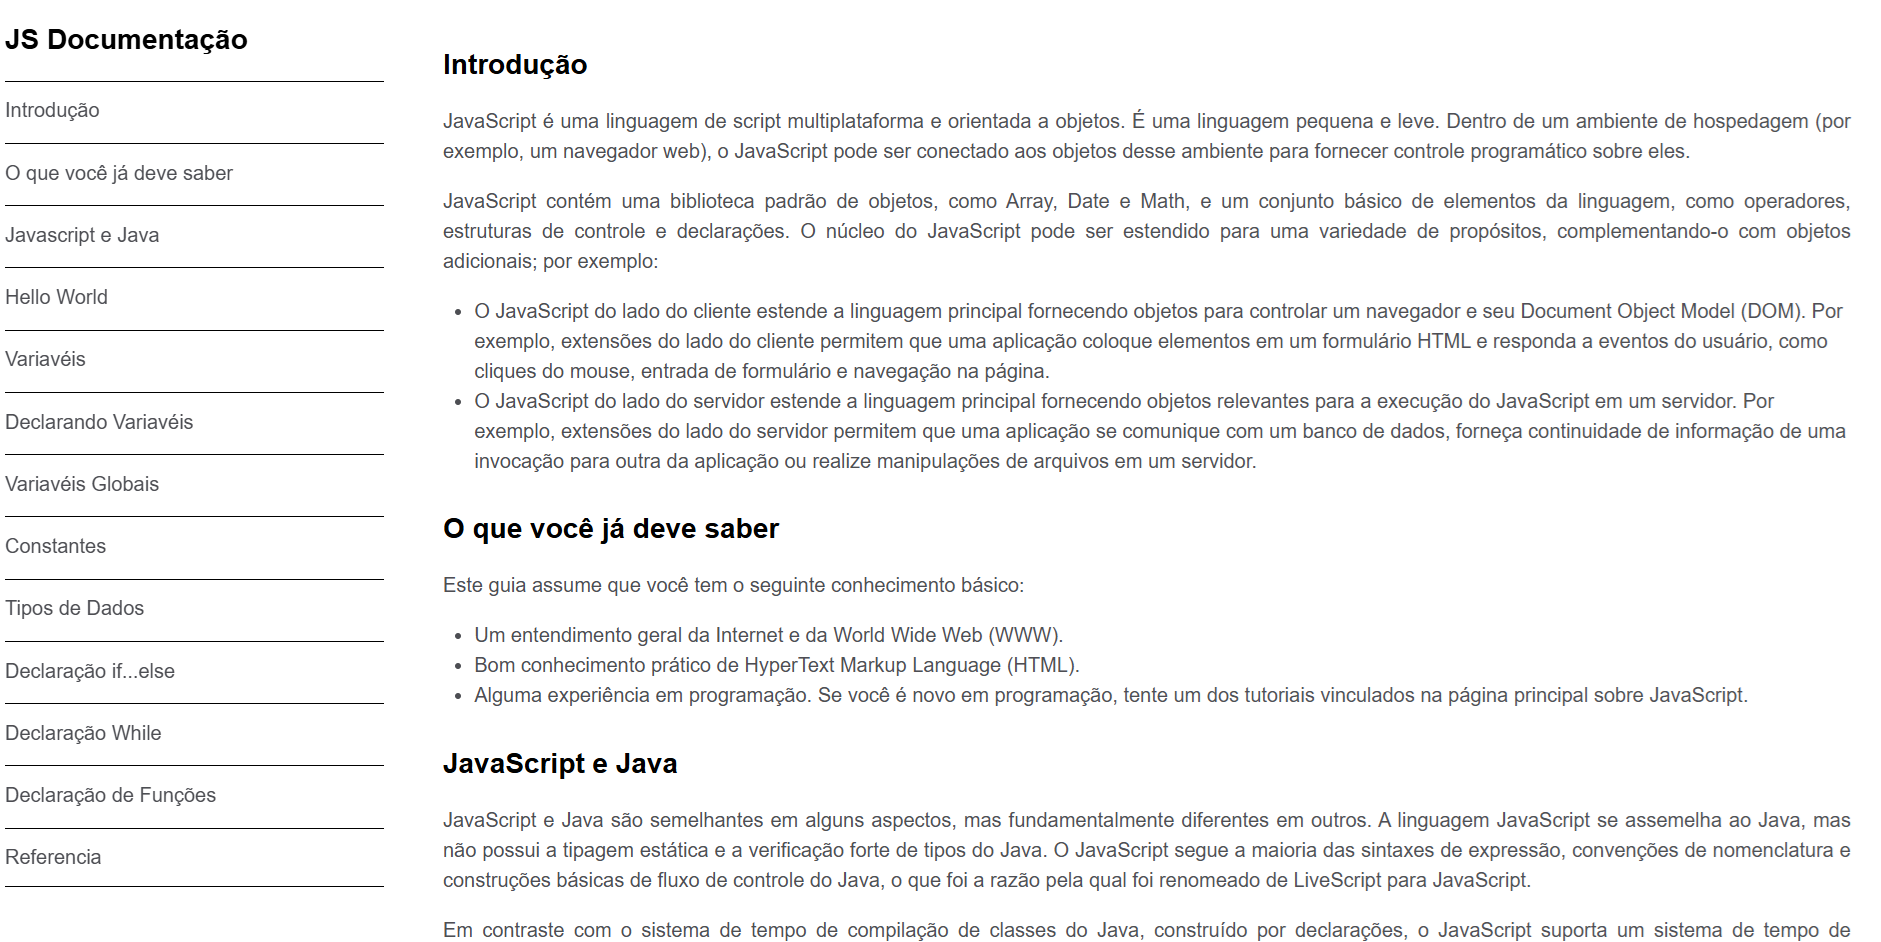 JS Documentação
Introdução
O que você já deve saber
Javascript e Java
Hello World
Variavéis
Declarando Variavéis
Variavéis Globais
Constantes
Tipos de Dados
Declaração if...else
Declaração While
Declaração de Funções
Referencia
Introdução
JavaScript é uma linguagem de script multiplataforma e orientada a objetos. É uma linguagem pequena e leve. Dentro de um ambiente de hospedagem (por
exemplo, um navegador web), o JavaScript pode ser conectado aos objetos desse ambiente para fornecer controle programático sobre eles.
JavaScript contém uma biblioteca padrão de objetos, como Array, Date e Math, e um conjunto básico de elementos da linguagem, como operadores,
estruturas de controle e declarações. O núcleo do JavaScript pode ser estendido para uma variedade de propósitos, complementando-o com objetos
adicionais; por exemplo:
• O JavaScript do lado do cliente estende a linguagem principal fornecendo objetos para controlar um navegador e seu Document Object Model (DOM). Por
exemplo, extensões do lado do cliente permitem que uma aplicação coloque elementos em um formulário HTML e responda a eventos do usuário, como
cliques do mouse, entrada de formulário e navegação na página.
• O JavaScript do lado do servidor estende a linguagem principal fornecendo objetos relevantes para a execução do JavaScript em um servidor. Por
exemplo, extensões do lado do servidor permitem que uma aplicação se comunique com um banco de dados, forneça continuidade de informação de uma
invocação para outra da aplicação ou realize manipulações de arquivos em um servidor.
O que você já deve saber
Este guia assume que você tem o seguinte conhecimento básico:
• Um entendimento geral da Internet e da World Wide Web (WWW).
• Bom conhecimento prático de HyperText Markup Language (HTML).
• Alguma experiência em programação. Se você é novo em programação, tente um dos tutoriais vinculados na página principal sobre JavaScript.
JavaScript e Java
JavaScript e Java são semelhantes em alguns aspectos, mas fundamentalmente diferentes em outros. A linguagem JavaScript se assemelha ao Java, mas
não possui a tipagem estática e a verificação forte de tipos do Java. O JavaScript segue a maioria das sintaxes de expressão, convenções de nomenclatura e
construções básicas de fluxo de controle do Java, o que foi a razão pela qual foi renomeado de LiveScript para JavaScript.
Em contraste com o sistema de tempo de compilação de classes do Java, construído por declarações, o JavaScript suporta um sistema de tempo de